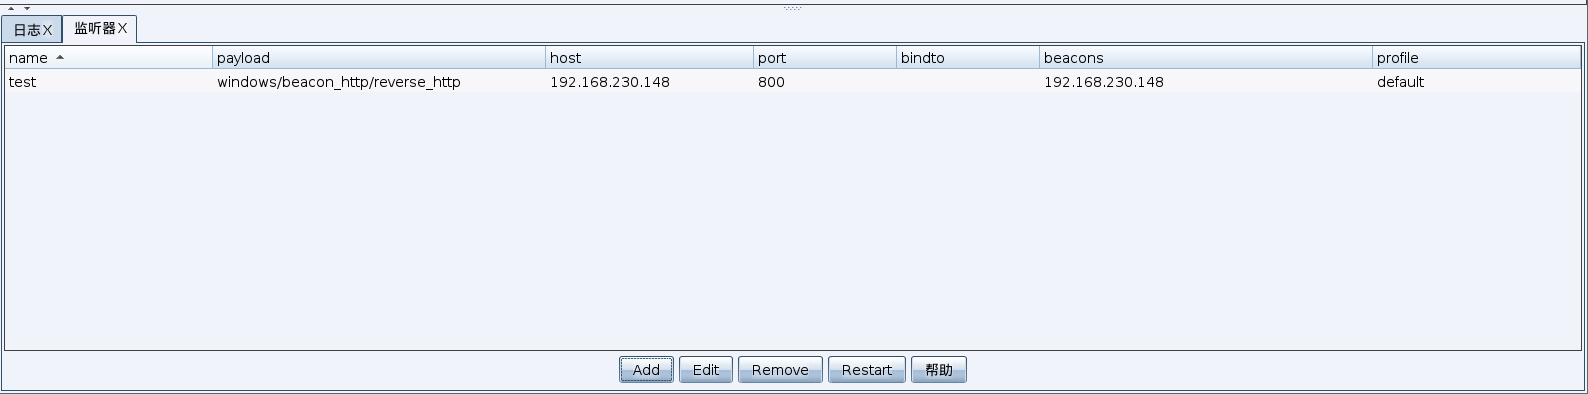 日志X 监听器X
name payload host port bindto beacons profile
test windows/beacon_http/reverse_http 192.168.230.148 800 192.168.230.148 default
Add Edit Remove Restart 帮助